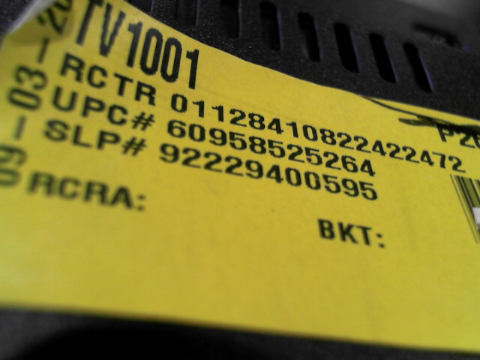 TV1001
RCTR 01128410822422472
UPC# 60958525264
SLP# 92229400595
RCRA:
BKT: